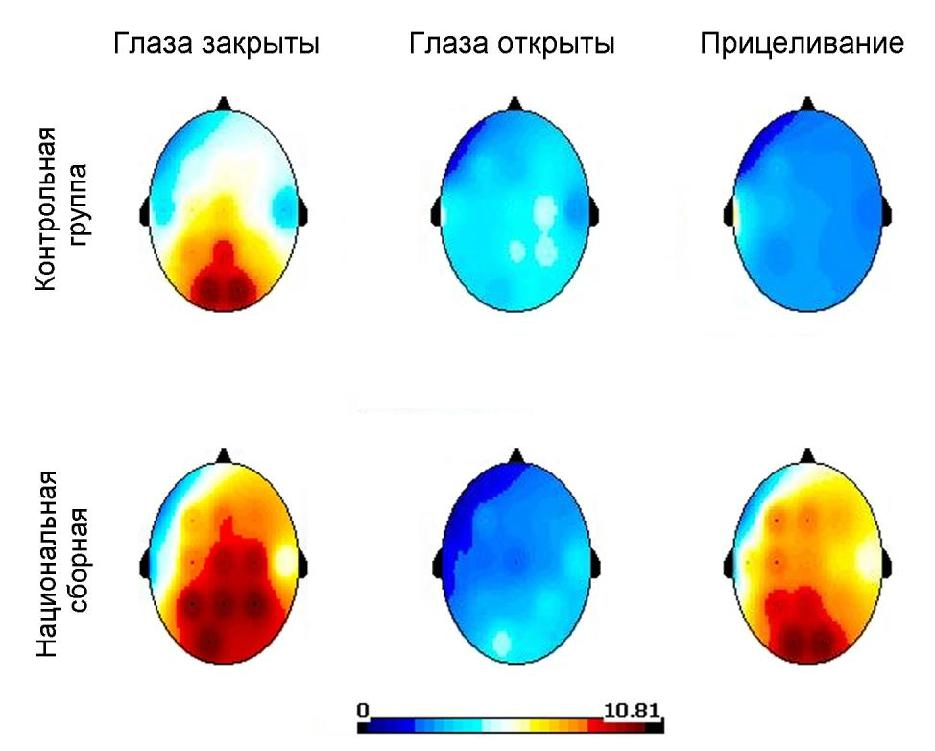 Глаза закрыты
Глаза открыты
Прицеливание
Контрольная
группа
Национальная
сборная
0
10.81